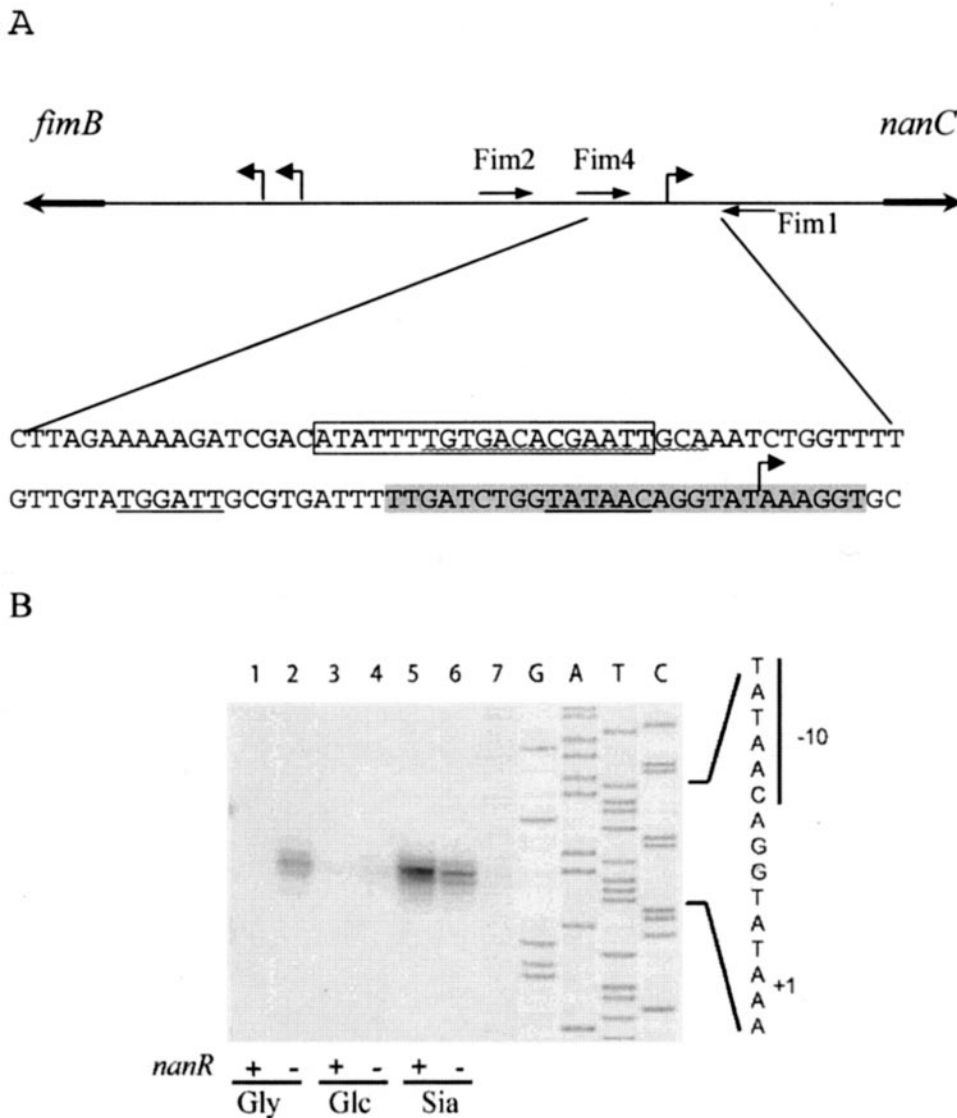 A
fimB nanC
Fim2 Fim4
Fim1
CTTAGAAAAAGATCGACATATTTTGTGACACGAATTGCAAATCTGGTTTT
GTTGTATGGATTGCGTGATTTTTGATCTGGTATAACAGGTATAAAGGTGC
B
1 2 3 4 5 6 7 G A T C
T
A
T
A
A
C
A
G
G
T
A
T
A
A
A
-10
+1
nanR + - + - + -
Gly Glc Sia